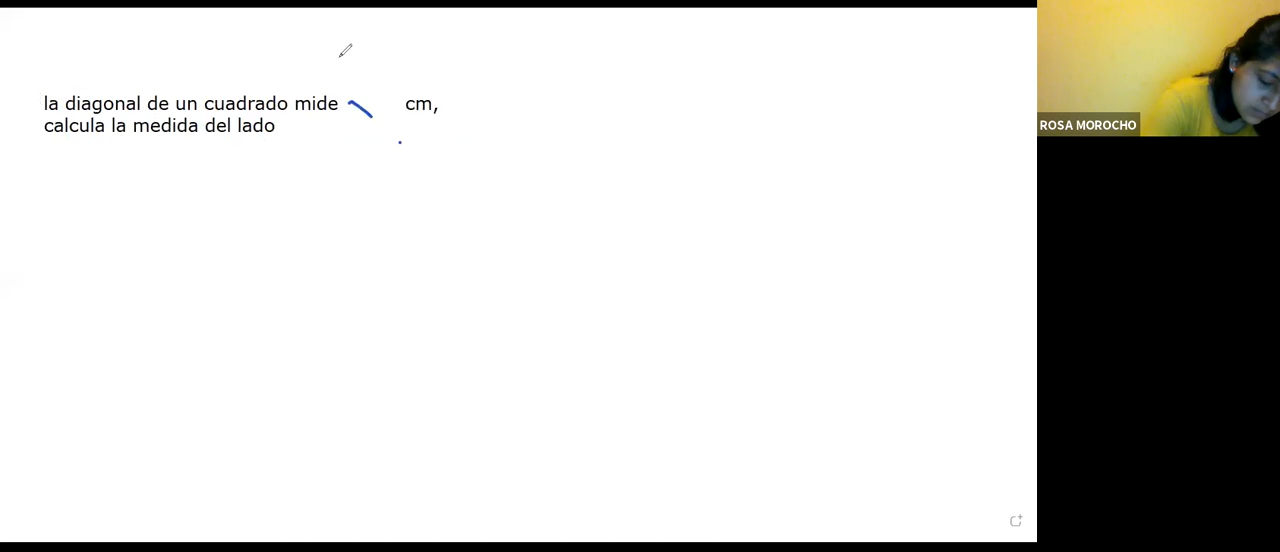 la diagonal de un cuadrado mide cm,
calcula la medida del lado
ROSA MOROCHO